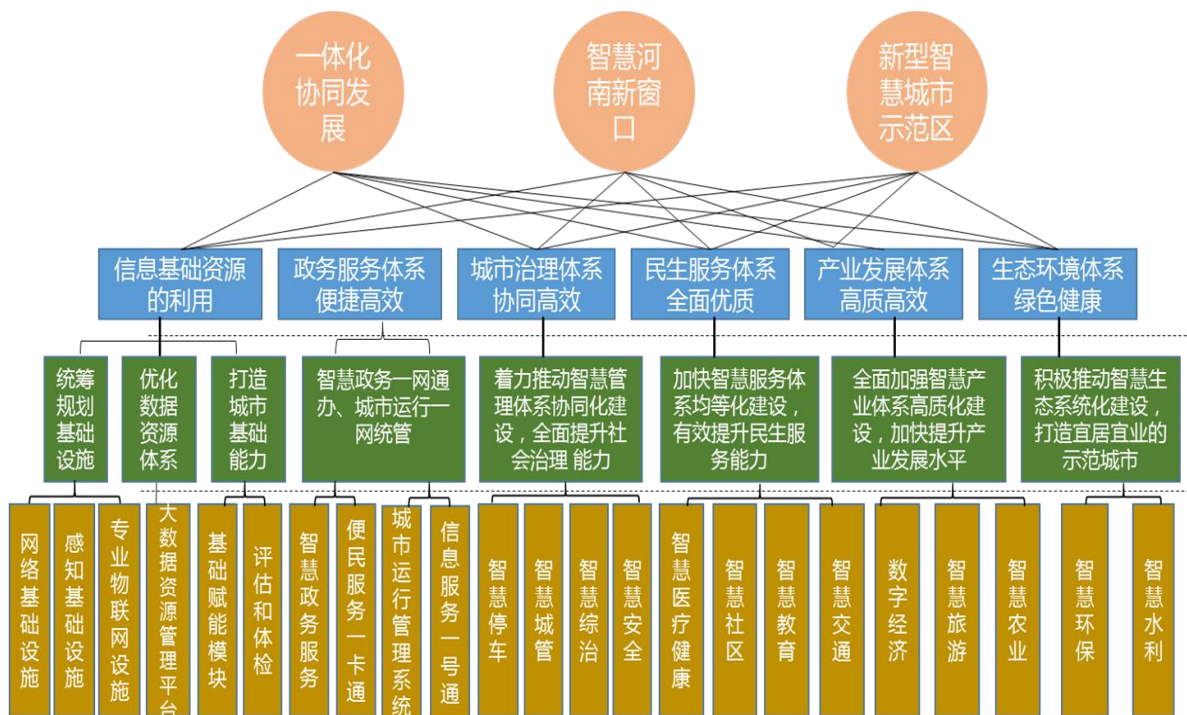 一体化
协同发
展
智慧河
南新窗
口
新型智
慧城市
示范区
信息基础资源
的利用
政务服务体系
便捷高效
城市治理体系
协同高效
民生服务体系
全面优质
产业发展体系
高质高效
生态环境体系
绿色健康
统筹
规划
基础
设施
优化
数据
资源
体系
打造
城市
基础
能力
智慧政务一网通
办、城市运行一
网统管
着力推动智慧管
理体系协同化建
设，全面提升社
会治理 能力
加快智慧服务体
系均等化建设，
有效提升民生服
务能力
全面加强智慧产
业体系高质化建
设，加快提升产
业发展水平
积极推动智慧生
态系统化建设，
打造宜居宜业的
示范城市
网络基础设施
感知基础设施
专业物联网设施
大数据资源管理平台
基础赋能模块
评估和体检
智慧政务服务
便民服务一卡通
城市运行管理系统
信息服务一号通
智慧停车
智慧城管
智慧综治
智慧安全
智慧医疗健康
智慧社区
智慧教育
智慧交通
数字经济
智慧旅游
智慧农业
智慧环保
智慧水利